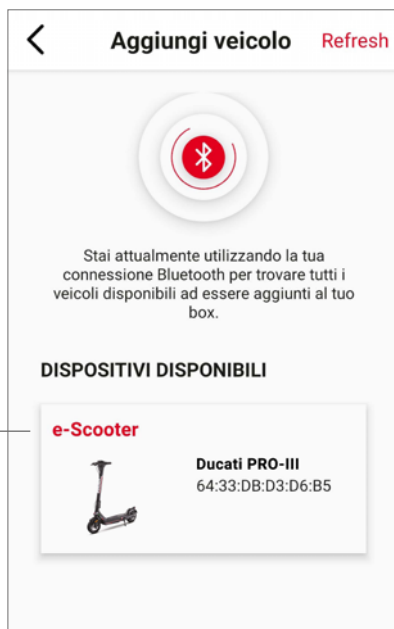 Aggiungi veicolo Refresh
Stai attualmente utilizzando la tua
connessione Bluetooth per trovare tutti i
veicoli disponibili ad essere aggiunti al tuo
box.
DISPOSITIVI DISPONIBILI
e-Scooter
Ducati PRO-III
64:33:DB:D3:D6:B5